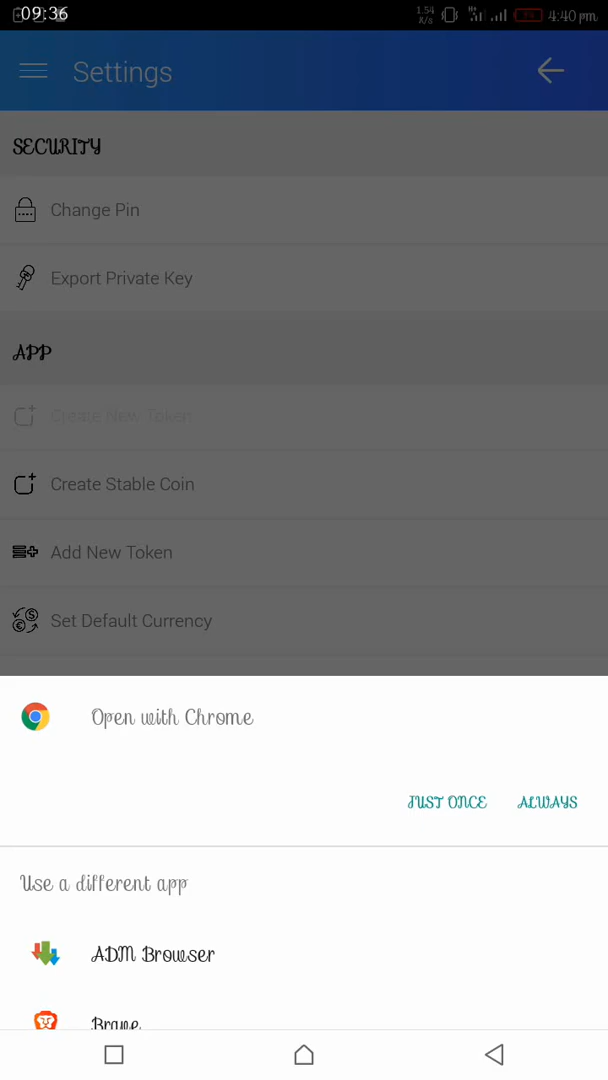 09:36
1.54
K/s
H+
4:40 pm
Settings
SECURITY
Change Pin
Export Private Key
APP
Create New Token
Create Stable Coin
Add New Token
Set Default Currency
Open with Chrome
JUST ONCE
ALWAYS
Use a different app
ADM Browser
Brave